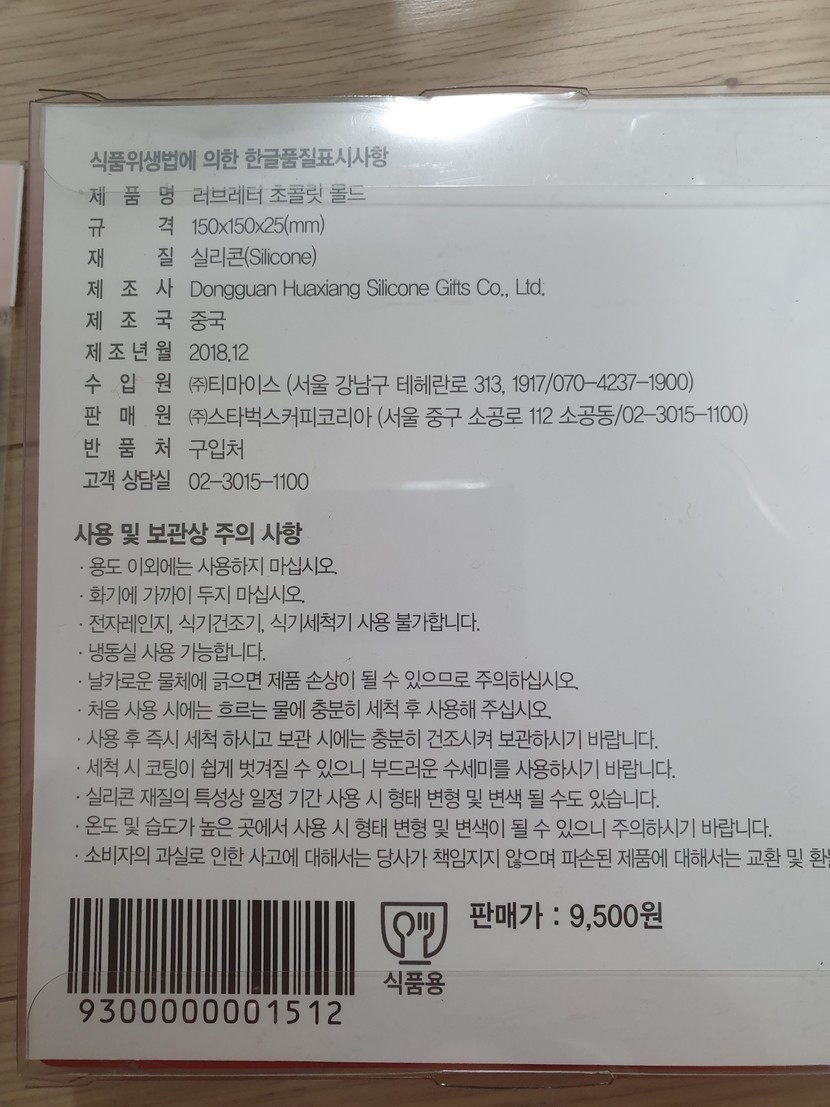 식품위생법에 의한 한글품질표시사항
제 품 명 러브레터 초콜릿 몰드
규 격 150x150x25(mm)
재 질 실리콘(Silicone)
제 조 사 Dongguan Huaxiang Silicone Gifts Co., Ltd.
제 조 국 중국
제조년월 2018.12
수 입 원 ㈜티마이스 (서울 강남구 테헤란로 313, 1917/070-4237-1900)
판 매 원 ㈜스타벅스커피코리아 (서울 중구 소공로 112 소공동/02-3015-1100)
반 품 처 구입처
고객 상담실 02-3015-1100
사용 및 보관상 주의 사항
· 용도 이외에는 사용하지 마십시오.
· 화기에 가까이 두지 마십시오.
· 전자레인지, 식기건조기, 식기세척기 사용 불가합니다.
· 냉동실 사용 가능합니다.
· 날카로운 물체에 긁으면 제품 손상이 될 수 있으므로 주의하십시오.
· 처음 사용 시에는 흐르는 물에 충분히 세척 후 사용해 주십시오.
· 사용 후 즉시 세척 하시고 보관 시에는 충분히 건조시켜 보관하시기 바랍니다.
· 세척 시 코팅이 쉽게 벗겨질 수 있으니 부드러운 수세미를 사용하시기 바랍니다.
· 실리콘 재질의 특성상 일정 기간 사용 시 형태 변형 및 변색 될 수도 있습니다.
· 온도 및 습도가 높은 곳에서 사용 시 형태 변형 및 변색이 될 수 있으니 주의하시기 바랍니다.
· 소비자의 과실로 인한 사고에 대해서는 당사가 책임지지 않으며 파손된 제품에 대해서는 교환 및
판매가 : 9,500원
식품용
9300000001512